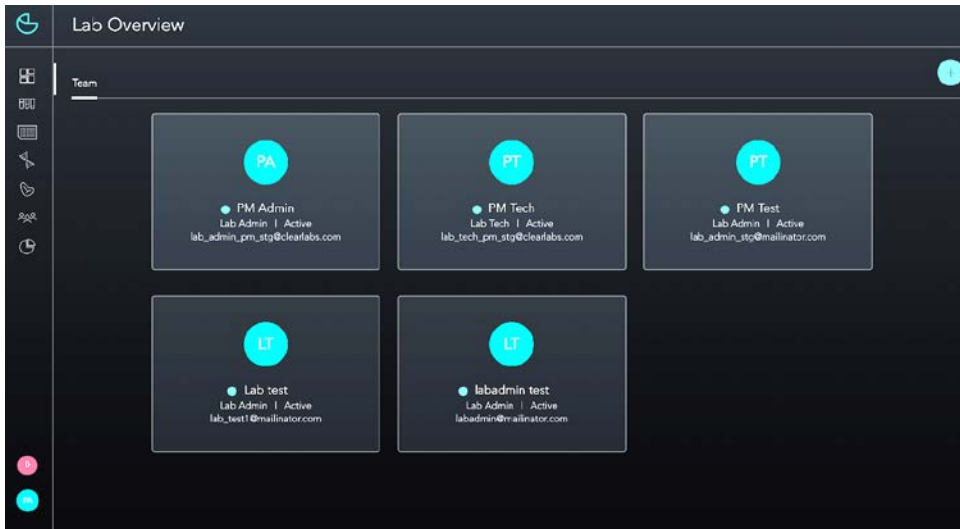 Lab Overview
Team
+
PA
PM Admin
Lab Admin | Active
lab_admin_pm_stg@clearlabs.com
PT
PM Tech
Lab Tech | Active
lab_tech_pm_stg@clearlabs.com
PT
PM Test
Lab Admin | Active
lab_admin_stg@mailinator.com
LT
Lab test
Lab Admin | Active
lab_test1@mailinator.com
LT
labadmin test
Lab Admin | Active
labadmin@mailinator.com
PA